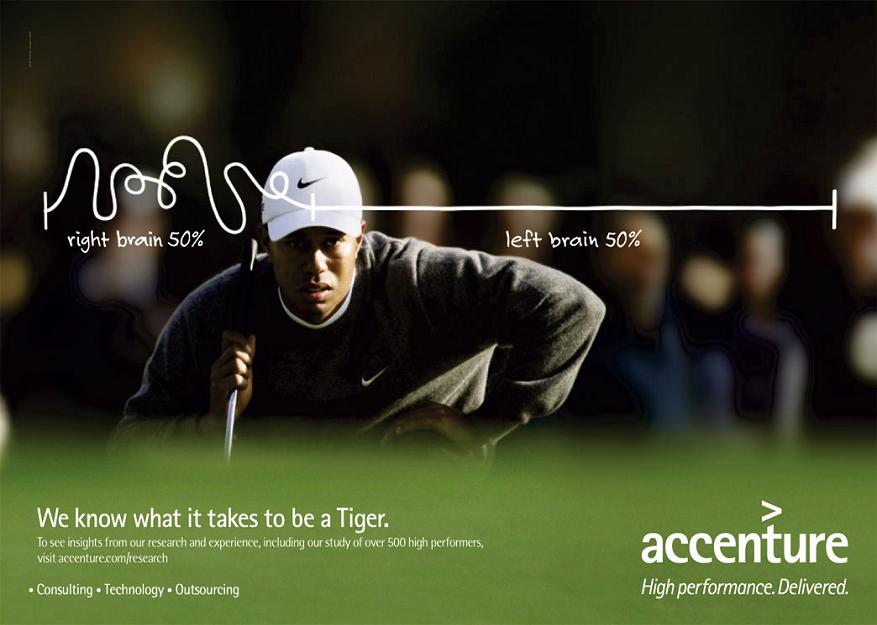 right brain 50%
left brain 50%
We know what it takes to be a Tiger.
To see insights from our research and experience, including our study of over 500 high performers,
visit accenture.com/research
• Consulting • Technology • Outsourcing
>
accenture
High performance. Delivered.